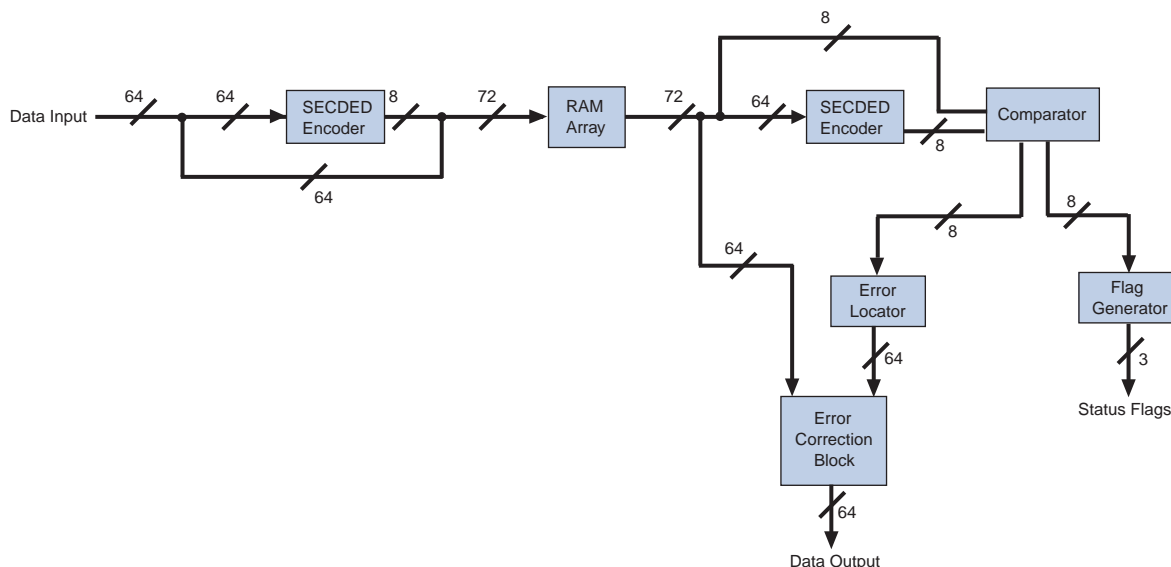 8
64
64
SECDED
Encoder
8
72
RAM
Array
72
64
SECDED
Encoder
8
Comparator
Data Input
64
8
8
64
Error
Locator
Flag
Generator
64
3
Status Flags
Error
Correction
Block
64
Data Output